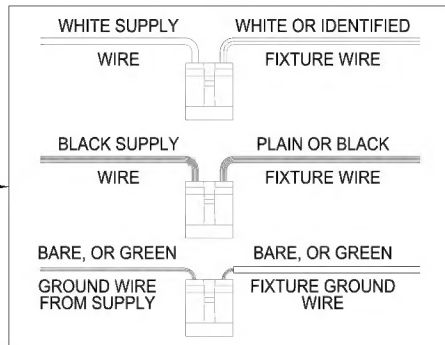 WHITE SUPPLY WHITE OR IDENTIFIED
WIRE FIXTURE WIRE
BLACK SUPPLY PLAIN OR BLACK
WIRE FIXTURE WIRE
BARE, OR GREEN BARE, OR GREEN
GROUND WIRE FIXTURE GROUND
FROM SUPPLY WIRE